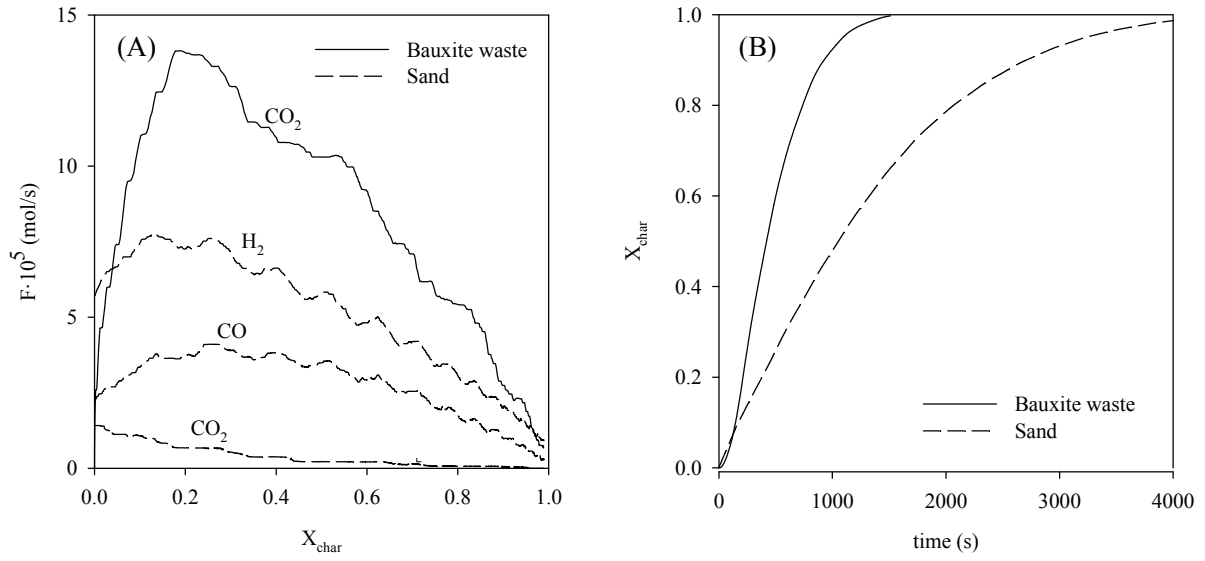 (A)
Bauxite waste
Sand
CO₂
H₂
CO
CO₂
F·10⁵ (mol/s)
15
10
5
0
0.0 0.2 0.4 0.6 0.8 1.0
X_char
(B)
Bauxite waste
Sand
X_char
1.0
0.8
0.6
0.4
0.2
0.0
0 1000 2000 3000 4000
time (s)